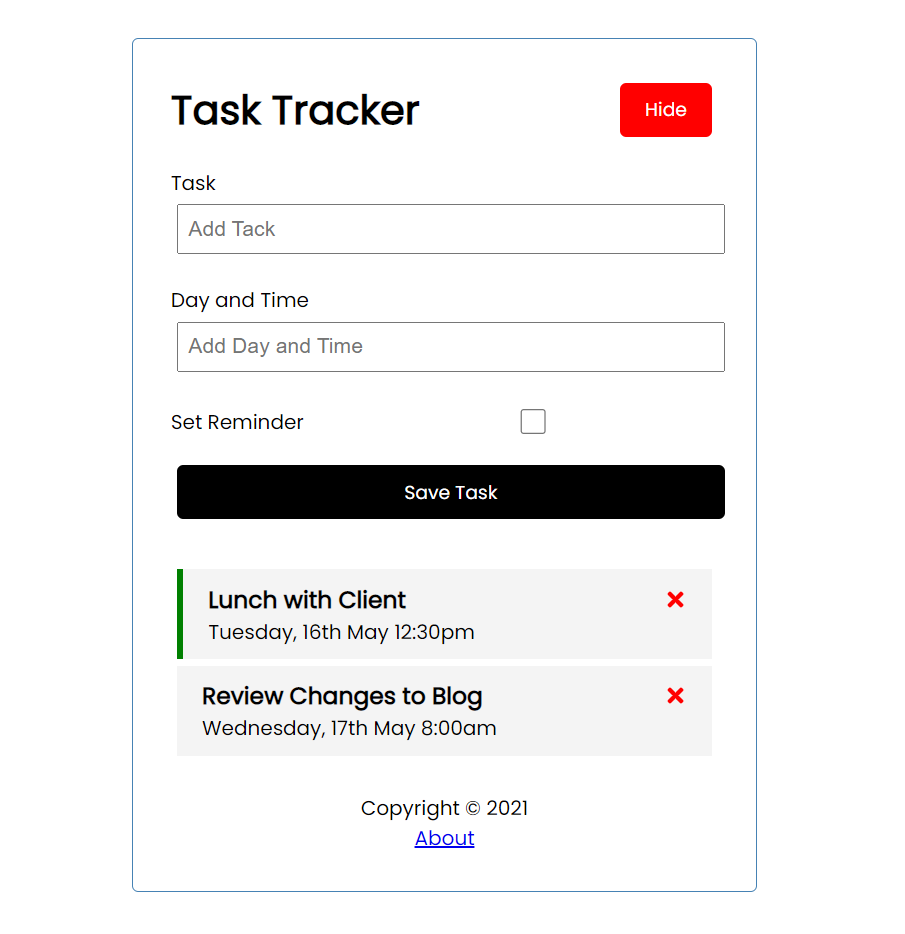 Task Tracker
Hide
Task
Add Tack
Day and Time
Add Day and Time
Set Reminder
Save Task
Lunch with Client
Tuesday, 16th May 12:30pm
Review Changes to Blog
Wednesday, 17th May 8:00am
Copyright © 2021
About